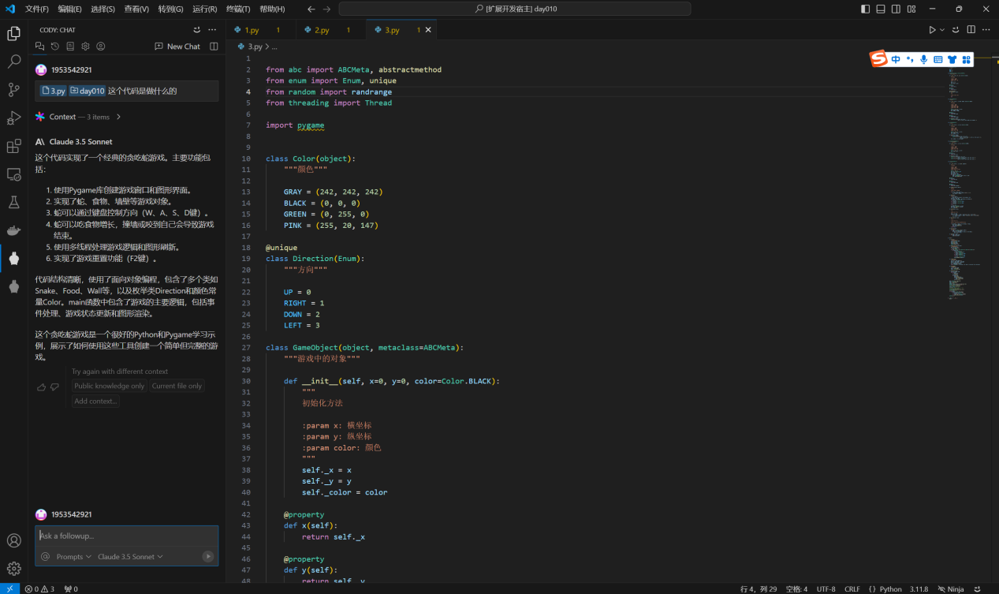 文件(F) 编辑(E) 选择(S) 查看(V) 转到(G) 运行(R) 终端(T) 帮助(H)
[扩展开发宿主] day010
CODY: CHAT
New Chat
1953542921
3.py day010 这个代码是做什么的
Context — 3 items
Claude 3.5 Sonnet
这个代码实现了一个经典的贪吃蛇游戏。主要功能包
括：
1. 使用Pygame库创建游戏窗口和图形界面。
2. 实现了蛇、食物、墙壁等游戏对象。
3. 蛇可以通过键盘控制方向（W、A、S、D键）。
4. 蛇可以吃食物增长，撞墙或咬到自己会导致游戏
结束。
5. 使用多线程处理游戏逻辑和图形刷新。
6. 实现了游戏重置功能（F2键）。
代码结构清晰，使用了面向对象编程，包含了多个类如
Snake、Food、Wall等，以及枚举类Direction和颜色常
量Color。main函数中包含了游戏的主要逻辑，包括事
件处理、游戏状态更新和图形渲染。
这个贪吃蛇游戏是一个很好的Python和Pygame学习示
例，展示了如何使用这些工具创建一个简单但完整的游
戏。
Try again with different context
Public knowledge only Current file only
Add context...
1953542921
Ask a followup...
@ Prompts Claude 3.5 Sonnet
1.py 1 2.py 1 3.py 1
3.py > ...
中
1
2 from abc import ABCMeta, abstractmethod
3 from enum import Enum, unique
4 from random import randrange
5 from threading import Thread
6
7 import pygame
8
9
10 class Color(object):
11 """颜色"""
12
13 GRAY = (242, 242, 242)
14 BLACK = (0, 0, 0)
15 GREEN = (0, 255, 0)
16 PINK = (255, 20, 147)
17
18 @unique
19 class Direction(Enum):
20 """方向"""
21
22 UP = 0
23 RIGHT = 1
24 DOWN = 2
25 LEFT = 3
26
27 class GameObject(object, metaclass=ABCMeta):
28 """游戏中的对象"""
29
30 def __init__(self, x=0, y=0, color=Color.BLACK):
31 """
32 初始化方法
33
34 :param x: 横坐标
35 :param y: 纵坐标
36 :param color: 颜色
37 """
38 self._x = x
39 self._y = y
40 self._color = color
41
42 @property
43 def x(self):
44 return self._x
45
46 @property
47 def y(self):
48 return self._y
0 3 0
行 4，列 29 空格: 4 UTF-8 CRLF {} Python 3.11.8 Ninja